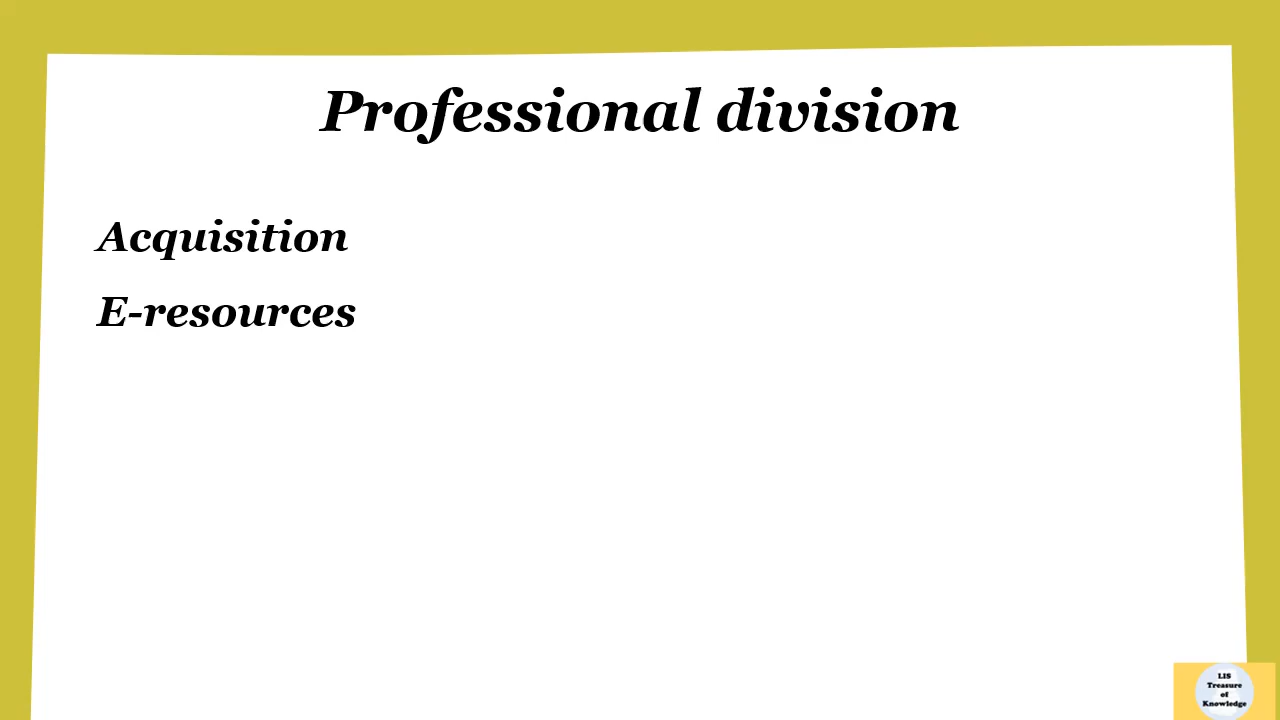 Professional division
Acquisition
E-resources
LIS
Treasure
of
Knowledge